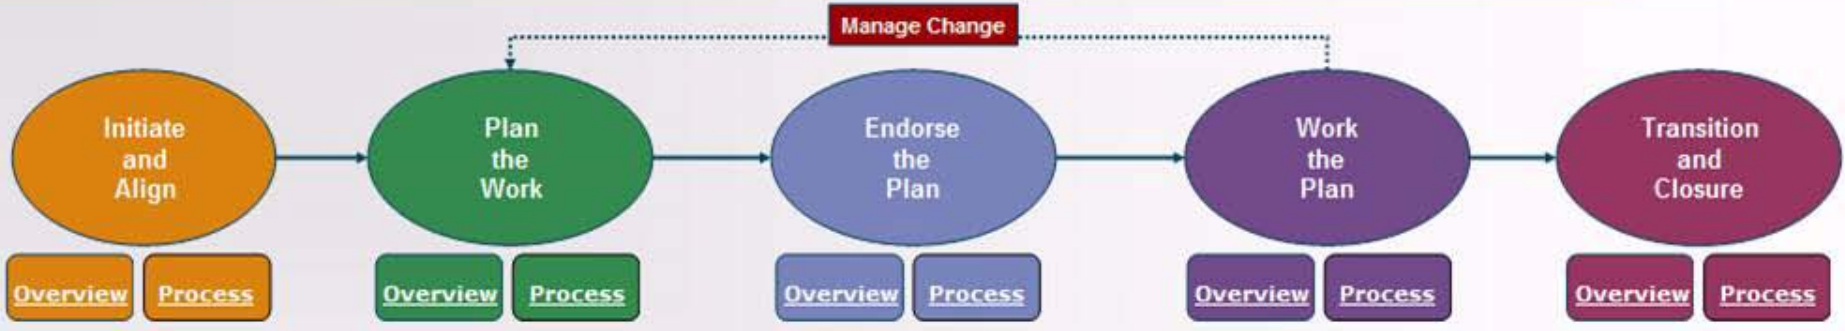 Manage Change
Initiate
and
Align
Plan
the
Work
Endorse
the
Plan
Work
the
Plan
Transition
and
Closure
Overview Process
Overview Process
Overview Process
Overview Process
Overview Process